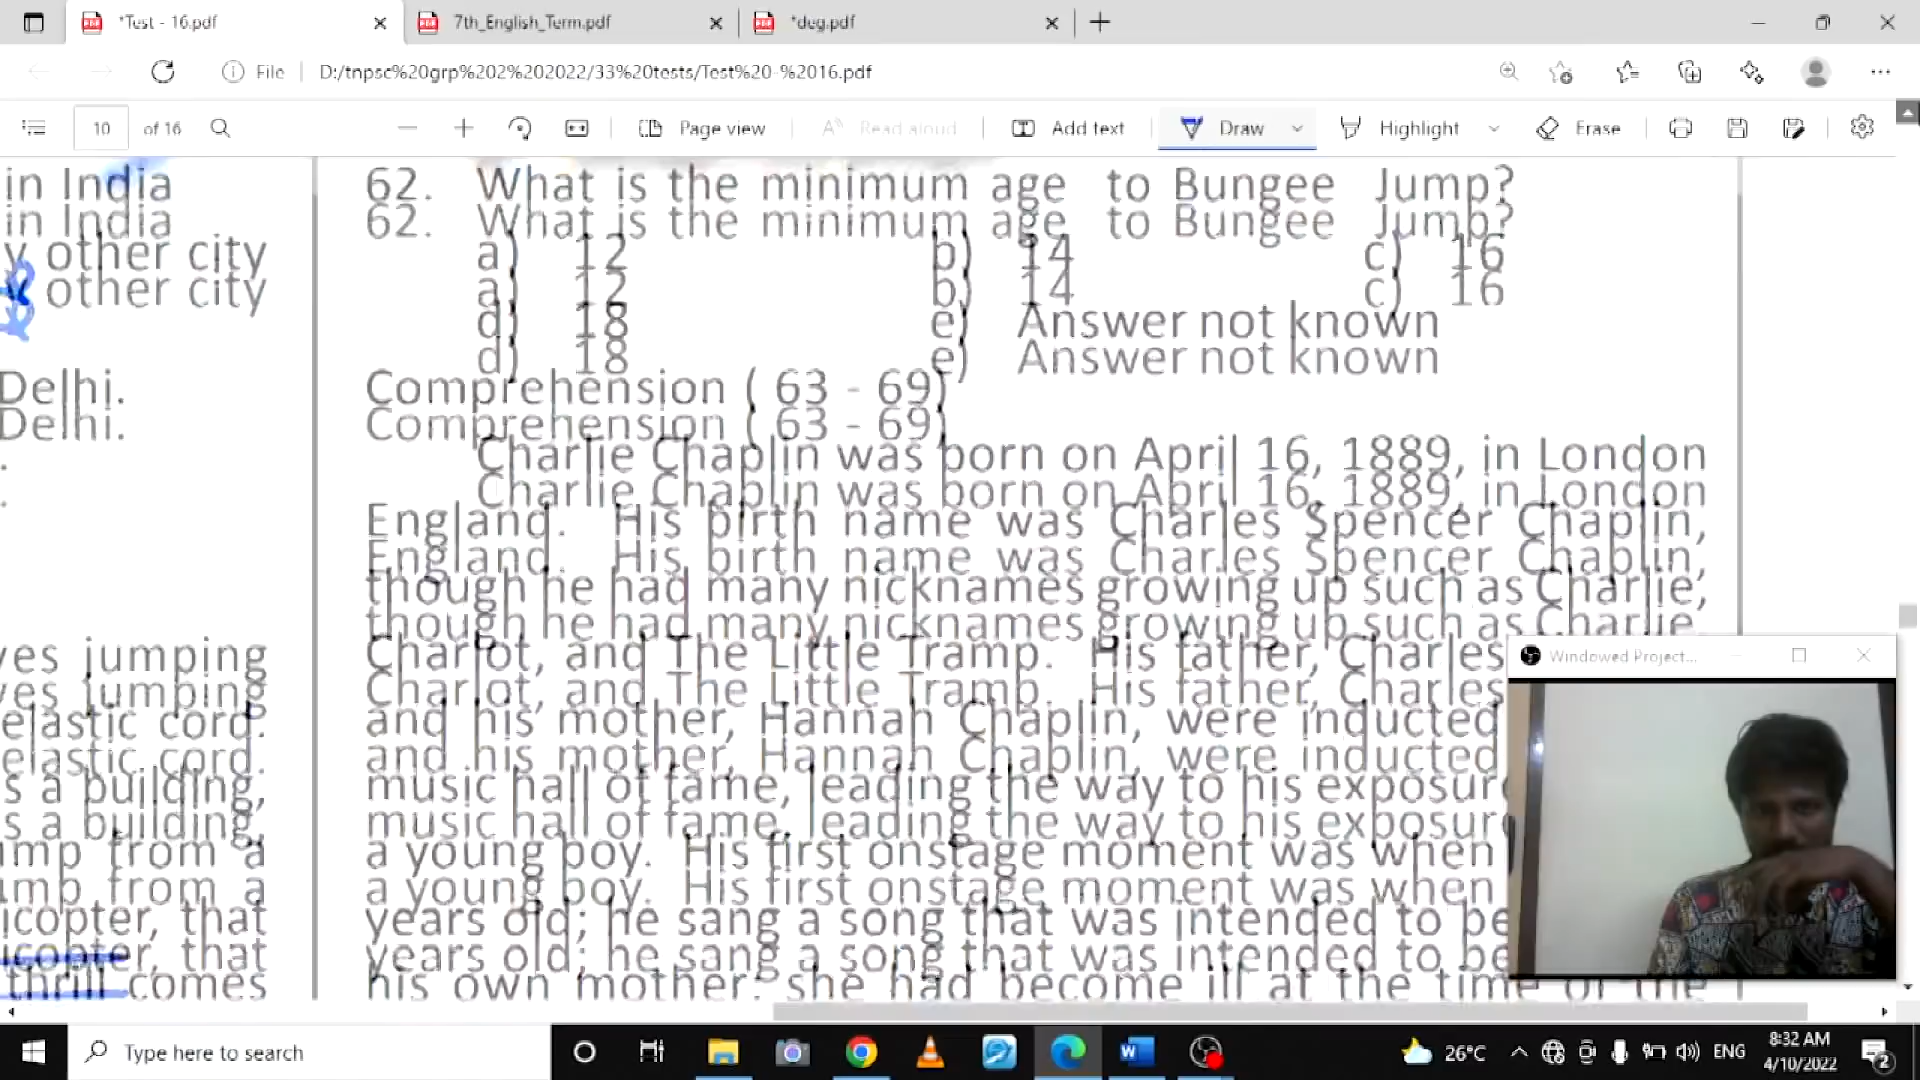 *Test - 16.pdf
7th_English_Term.pdf
*deg.pdf
File
D:/tnpsc%20grp%202%202022/33%20tests/Test%20-%2016.pdf
10 of 16
Page view
Read aloud
Add text
Draw
Highlight
Erase
in India
in India
y other city
y other city
Delhi.
Delhi.
ves jumping
ves jumping
elastic cord.
elastic cord.
s a building,
s a building,
ump from a
ump from a
icopter, that
icopter, that
thrill comes
62. What is the minimum age to Bungee Jump?
62. What is the minimum age to Bungee Jump?
a) 12 b) 14 c) 16
a) 12 b) 14 c) 16
d) 18 e) Answer not known
d) 18 e) Answer not known
Comprehension ( 63 - 69)
Comprehension ( 63 - 69)
Charlie Chaplin was born on April 16, 1889, in London
Charlie Chaplin was born on April 16, 1889, in London
England. His birth name was Charles Spencer Chaplin,
England. His birth name was Charles Spencer Chaplin,
though he had many nicknames growing up such as Charlie,
though he had many nicknames growing up such as Charlie
Charlot, and The Little Tramp. His father, Charles
Charlot, and The Little Tramp. His father, Charles
and his mother, Hannah Chaplin, were inducted
and his mother, Hannah Chaplin, were inducted
music hall of fame, leading the way to his exposur
music hall of fame, leading the way to his exposur
a young boy. His first onstage moment was when
a young boy. His first onstage moment was when
years old; he sang a song that was intended to be
years old; he sang a song that was intended to be
his own mother; she had become ill at the time of the
Windowed Project...
Type here to search
26°C
ENG
8:32 AM
4/10/2022
2